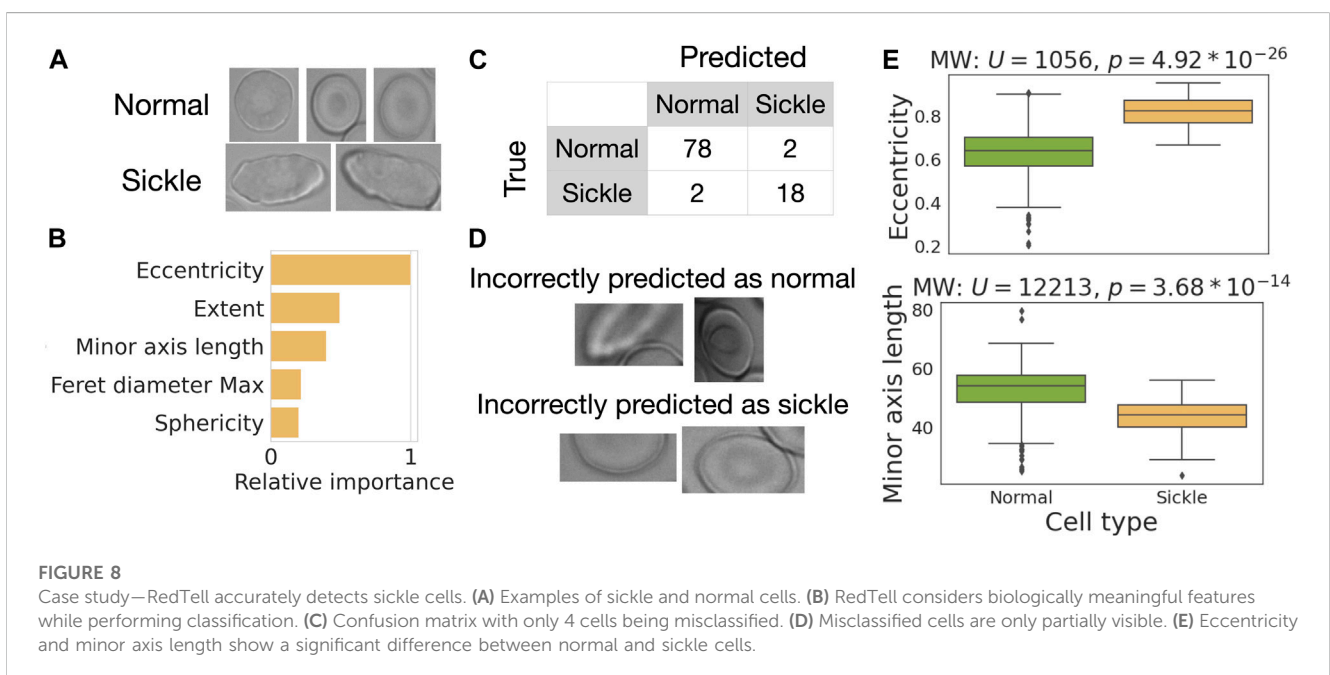 A
Normal
Sickle
B
Eccentricity
Extent
Minor axis length
Feret diameter Max
Sphericity
0 1
Relative importance
C
Predicted
Normal Sickle
True
Normal 78 2
Sickle 2 18
D
Incorrectly predicted as normal
Incorrectly predicted as sickle
E
MW: U = 1056, p = 4.92 * 10⁻²⁶
Eccentricity
0.8
0.6
0.4
0.2
MW: U = 12213, p = 3.68 * 10⁻¹⁴
Minor axis length
80
60
40
Normal Sickle
Cell type
FIGURE 8
Case study—RedTell accurately detects sickle cells. (A) Examples of sickle and normal cells. (B) RedTell considers biologically meaningful features
while performing classification. (C) Confusion matrix with only 4 cells being misclassified. (D) Misclassified cells are only partially visible. (E) Eccentricity
and minor axis length show a significant difference between normal and sickle cells.